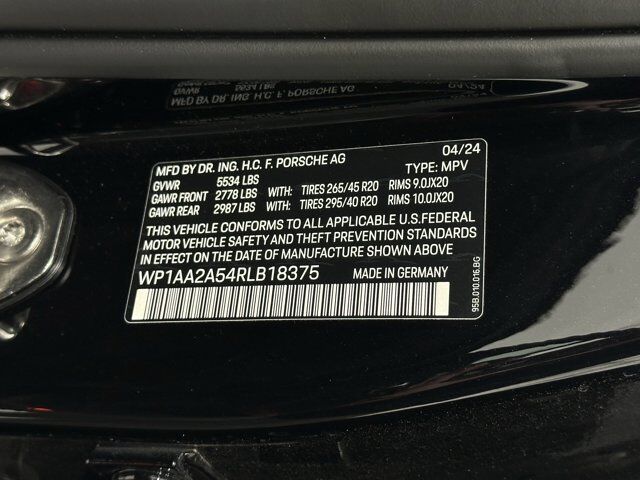 MFD BY DR. ING. H.C. F. PORSCHE AG 04/24
GVWR 5534 LBS TYPE: MPV
GAWR FRONT 2778 LBS WITH: TIRES 265/45 R20 RIMS 9.0JX20
GAWR REAR 2987 LBS WITH: TIRES 295/40 R20 RIMS 10.0JX20
THIS VEHICLE CONFORMS TO ALL APPLICABLE U.S.FEDERAL
MOTOR VEHICLE SAFETY AND THEFT PREVENTION STANDARDS
IN EFFECT ON THE DATE OF MANUFACTURE SHOWN ABOVE
WP1AA2A54RLB18375 MADE IN GERMANY
95B.010.016.BG